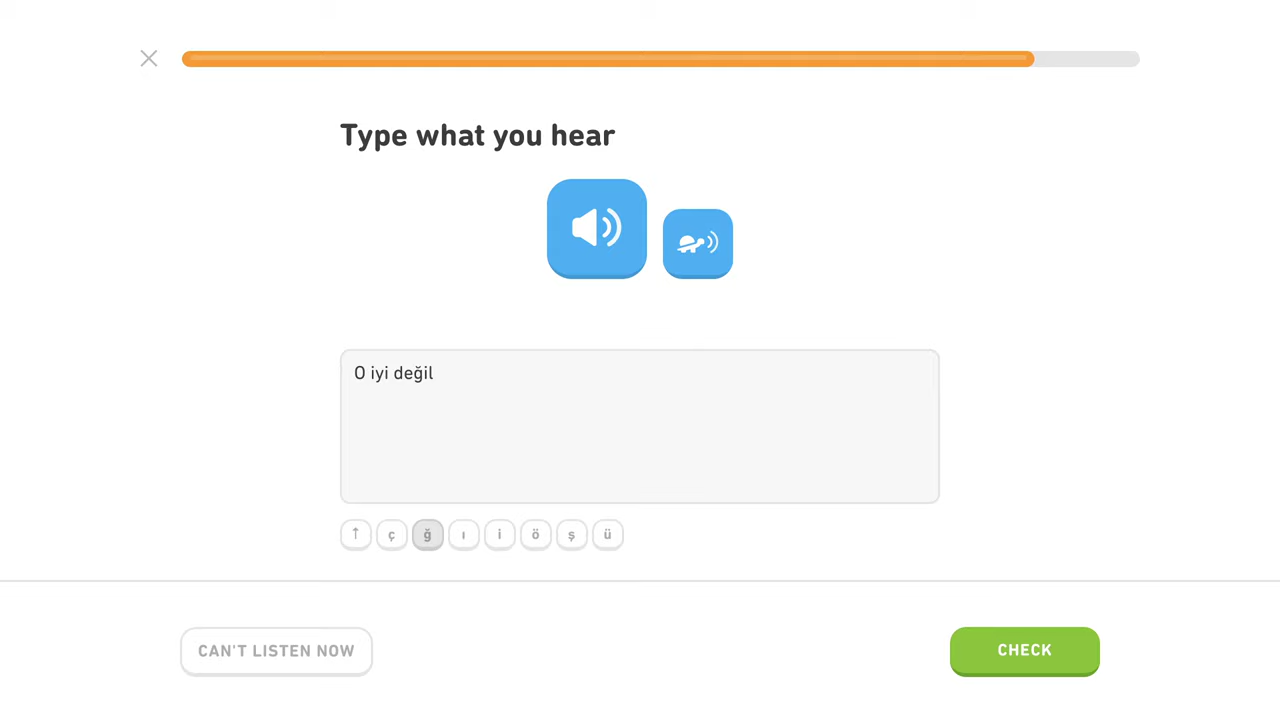 Type what you hear
O iyi değil
↑ ç ğ ı i ö ş ü
CAN'T LISTEN NOW
CHECK